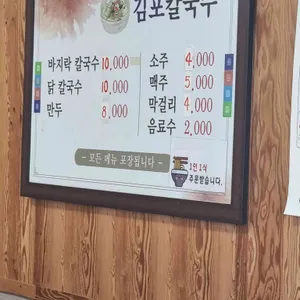 김포칼국수
바지락 칼국수 10,000
닭 칼국수 10,000
만두 8,000
소주 4,000
맥주 5,000
막걸리 4,000
음료수 2,000
- 모든 메뉴 포장됩니다 -
1인 1식
주문받습니다.